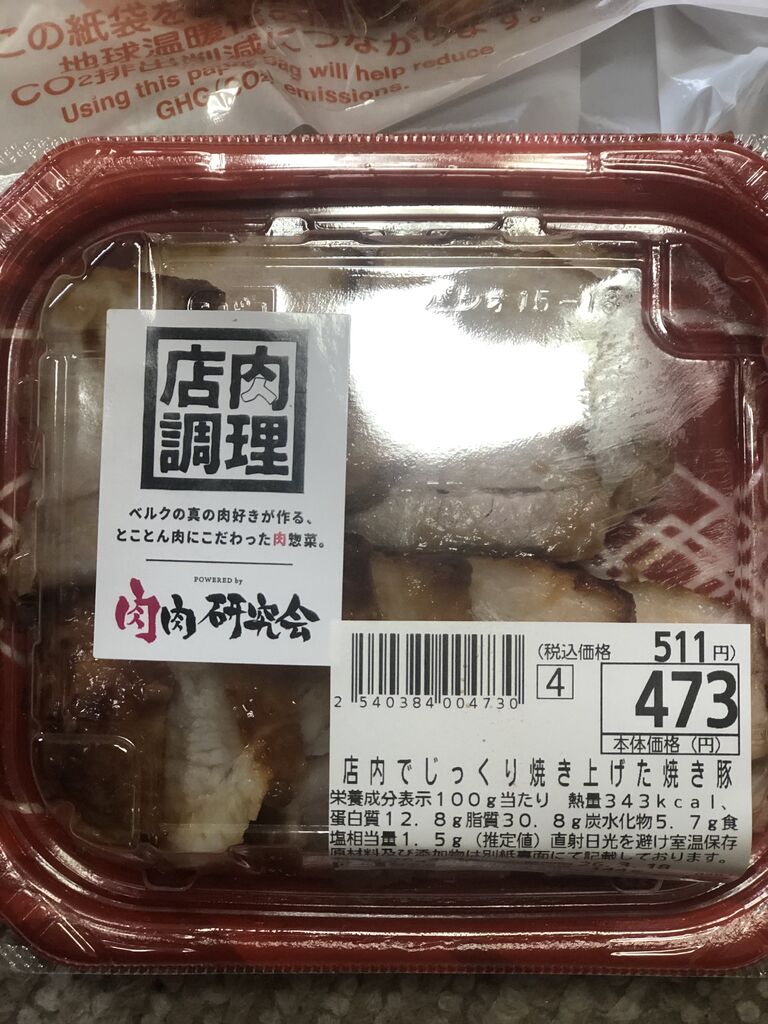 この紙袋を
地球温暖
CO₂排出削減につながります。
Using this paper bag will help reduce
GHG(CO₂) emissions.
15-18
店内
調理
ベルクの真の肉好きが作る、
とことん肉にこだわった肉惣菜。
POWERED by
肉肉研究会
(税込価格 511円)
4
473
2 540384 004730
本体価格(円)
店内でじっくり焼き上げた焼き豚
栄養成分表示100g当たり 熱量343kcal、
蛋白質12.8g脂質30.8g炭水化物5.7g食
塩相当量1.5g(推定値)直射日光を避け室温保存
原材料及び添加物は別紙裏面にて記載しております。